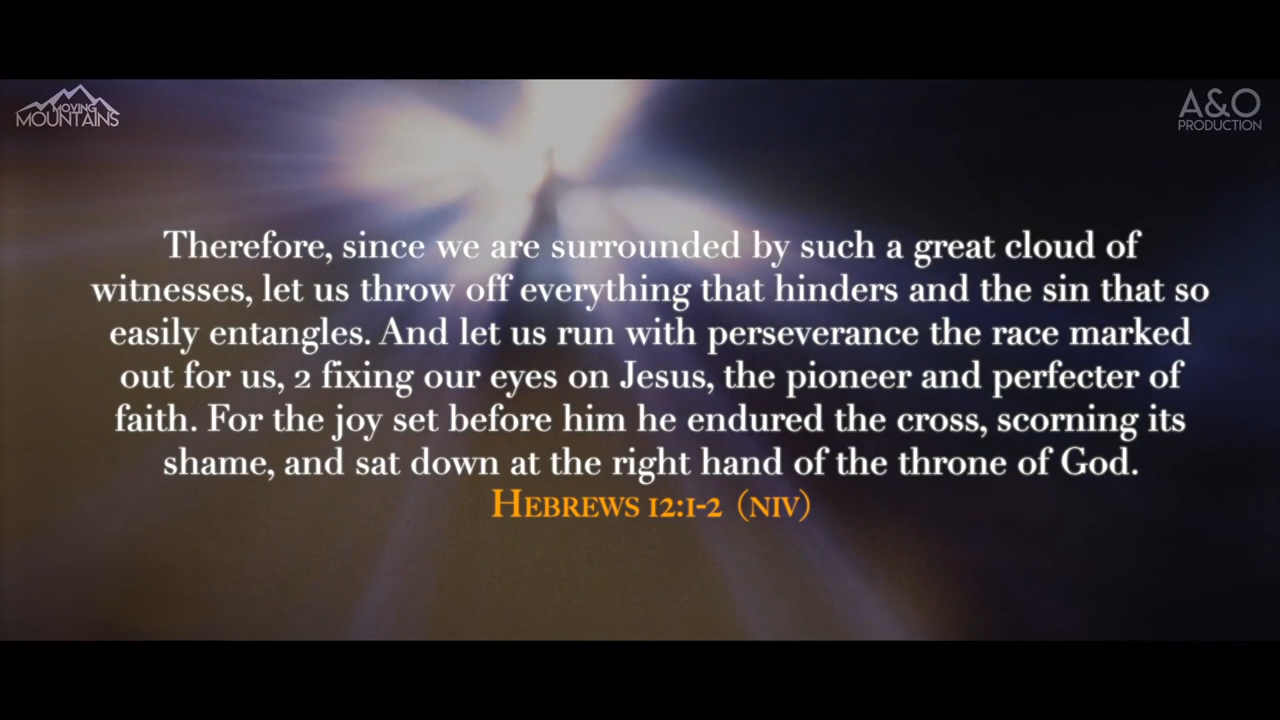 MOVING
MOUNTAINS
A&O
PRODUCTION
Therefore, since we are surrounded by such a great cloud of
witnesses, let us throw off everything that hinders and the sin that so
easily entangles. And let us run with perseverance the race marked
out for us, 2 fixing our eyes on Jesus, the pioneer and perfecter of
faith. For the joy set before him he endured the cross, scorning its
shame, and sat down at the right hand of the throne of God.
HEBREWS 12:1-2 (NIV)